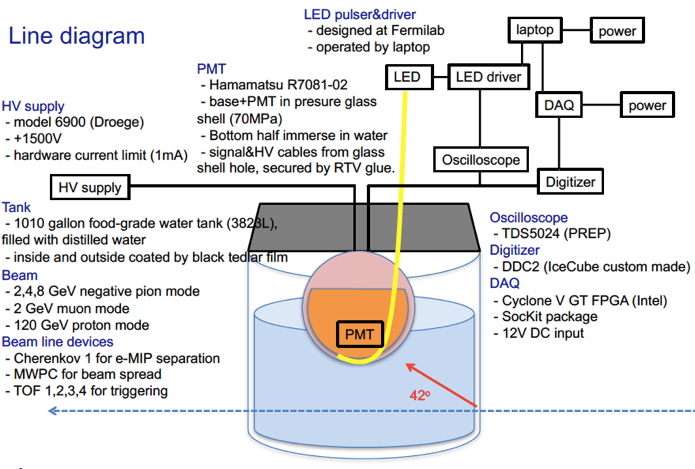 Line diagram
LED pulser&driver
- designed at Fermilab
- operated by laptop
laptop
power
PMT
- Hamamatsu R7081-02
- base+PMT in presure glass
shell (70MPa)
- Bottom half immerse in water
- signal&HV cables from glass
shell hole, secured by RTV glue.
LED
LED driver
DAQ
power
HV supply
- model 6900 (Droege)
- +1500V
- hardware current limit (1mA)
Oscilloscope
HV supply
Digitizer
Tank
- 1010 gallon food-grade water tank (3823L),
filled with distilled water
- inside and outside coated by black tedlar film
Beam
- 2,4,8 GeV negative pion mode
- 2 GeV muon mode
- 120 GeV proton mode
Beam line devices
- Cherenkov 1 for e-MIP separation
- MWPC for beam spread
- TOF 1,2,3,4 for triggering
Oscilloscope
- TDS5024 (PREP)
Digitizer
- DDC2 (IceCube custom made)
DAQ
- Cyclone V GT FPGA (Intel)
- SocKit package
- 12V DC input
PMT
42º